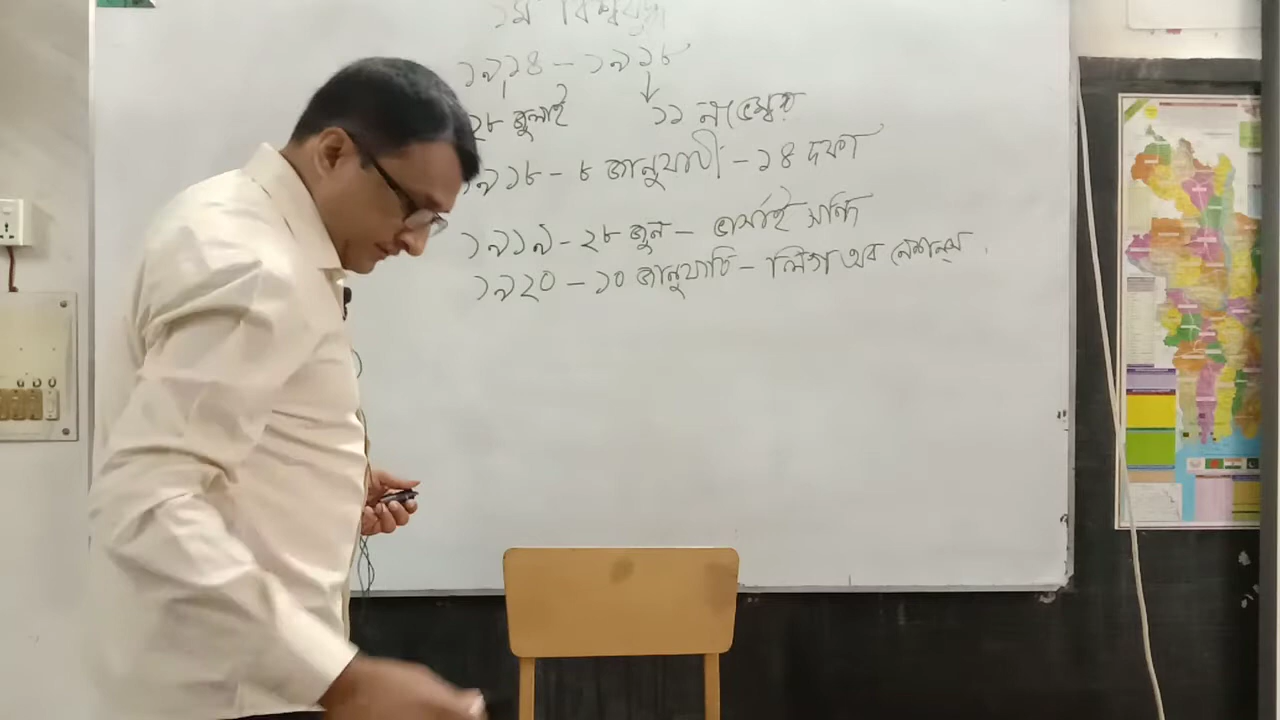 ১ম বিশ্বযুদ্ধ
১৯১৪ – ১৯১৮
২৮ জুলাই ১১ নভেম্বর
১৯১৮ – ৮ জানুয়ারী – ১৪ দফা
১৯১৯ – ২৮ জুন – ভার্সাই সন্ধি
১৯২০ – ১০ জানুয়ারি – লিগ অব নেশনস্